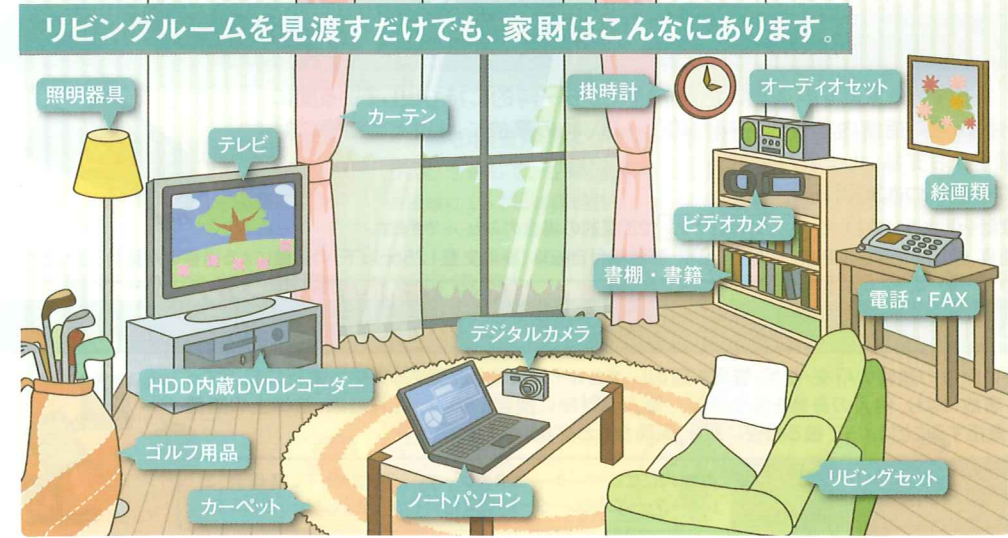 リビングルームを見渡すだけでも、家財はこんなにあります。
照明器具
カーテン
掛時計
オーディオセット
テレビ
絵画類
ビデオカメラ
書棚・書籍
電話・FAX
デジタルカメラ
HDD内蔵DVDレコーダー
ゴルフ用品
リビングセット
カーペット
ノートパソコン